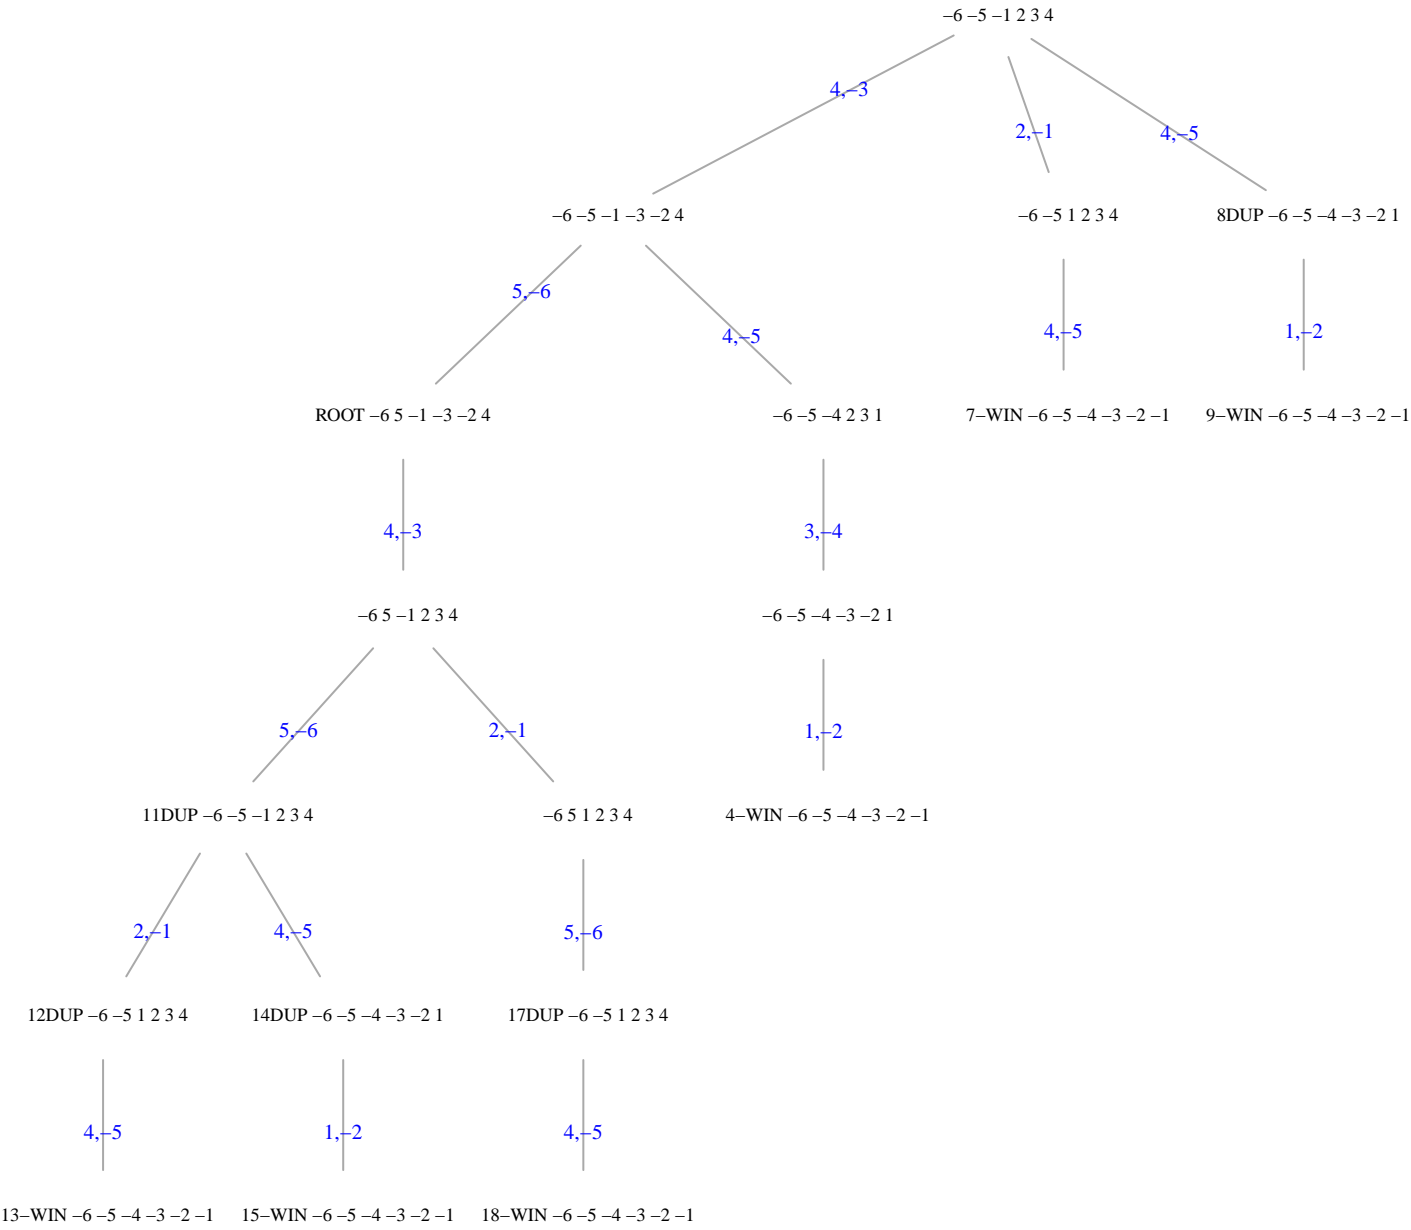 –6 –5 –1 2 3 4
4,–3
2,–1
4,–5
–6 –5 –1 –3 –2 4
–6 –5 1 2 3 4
8DUP –6 –5 –4 –3 –2 1
5,–6
4,–5
4,–5
1,–2
ROOT –6 5 –1 –3 –2 4
–6 –5 –4 2 3 1
7–WIN –6 –5 –4 –3 –2 –1
9–WIN –6 –5 –4 –3 –2 –1
4,–3
3,–4
–6 5 –1 2 3 4
–6 –5 –4 –3 –2 1
5,–6
2,–1
1,–2
11DUP –6 –5 –1 2 3 4
–6 5 1 2 3 4
4–WIN –6 –5 –4 –3 –2 –1
2,–1
4,–5
5,–6
12DUP –6 –5 1 2 3 4
14DUP –6 –5 –4 –3 –2 1
17DUP –6 –5 1 2 3 4
4,–5
1,–2
4,–5
13–WIN –6 –5 –4 –3 –2 –1
15–WIN –6 –5 –4 –3 –2 –1
18–WIN –6 –5 –4 –3 –2 –1